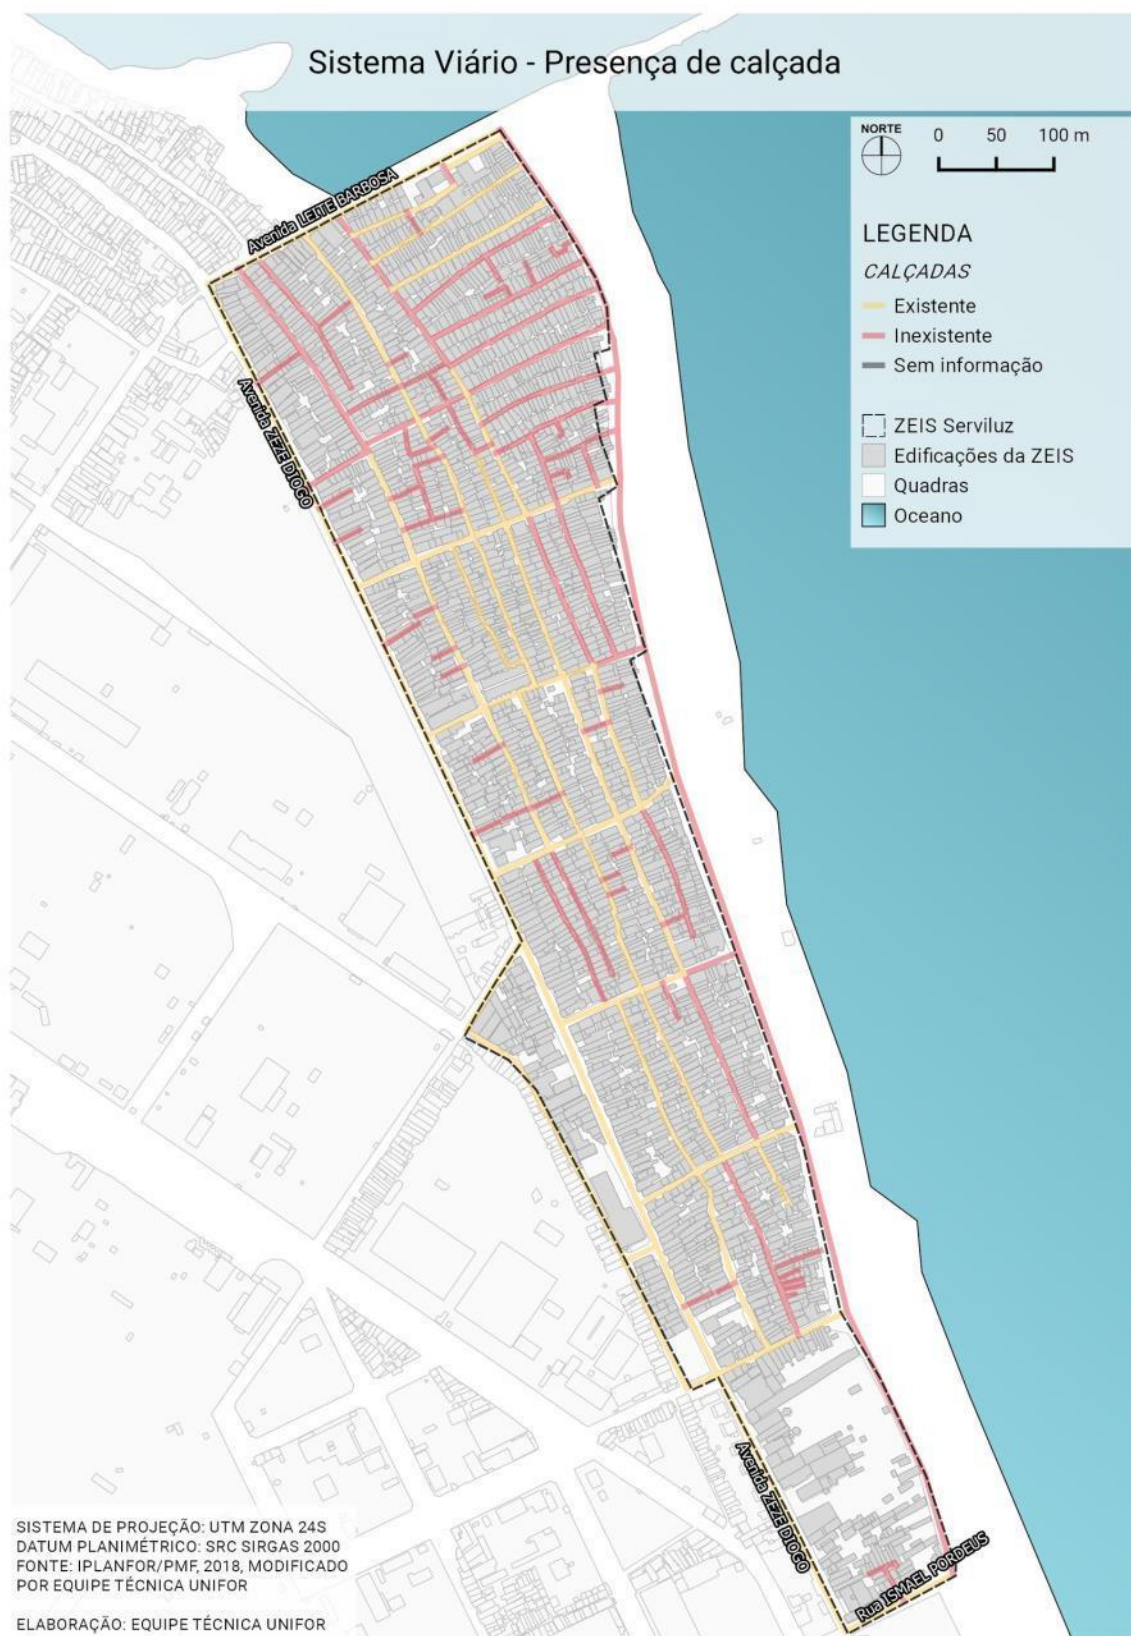 Sistema Viário - Presença de calçada
NORTE
0 50 100 m
LEGENDA
CALÇADAS
Existente
Inexistente
Sem informação
ZEIS Serviluz
Edificações da ZEIS
Quadras
Oceano
Avenida LEITE BARBOSA
Avenida ZEZE DIOGO
Avenida ZEZE DIOGO
Rua ISMAEL PORDEUS
SISTEMA DE PROJEÇÃO: UTM ZONA 24S
DATUM PLANIMÉTRICO: SRC SIRGAS 2000
FONTE: IPLANFOR/PMF, 2018, MODIFICADO
POR EQUIPE TÉCNICA UNIFOR
ELABORAÇÃO: EQUIPE TÉCNICA UNIFOR